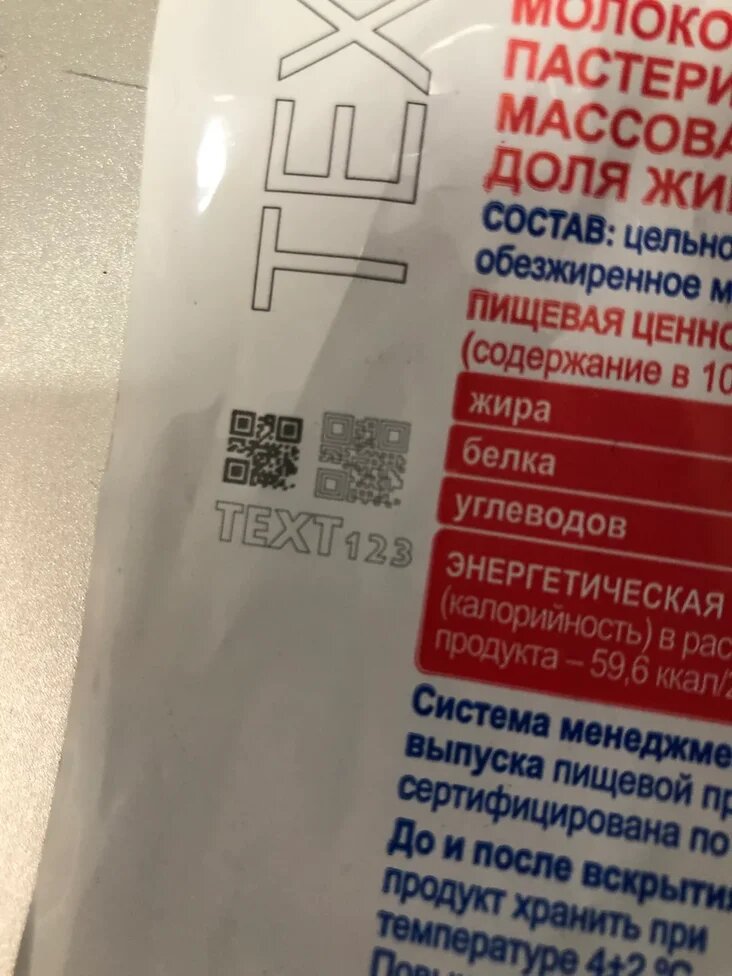 TEX
МОЛОКО
ПАСТЕРИ
МАССОВА
ДОЛЯ ЖИ
СОСТАВ: цельно
обезжиренное м
ПИЩЕВАЯ ЦЕННО
(содержание в 10
жира
белка
углеводов
TEXT123
ЭНЕРГЕТИЧЕСКАЯ
(калорийность) в рас
продукта – 59,6 ккал/2
Система менеджме
выпуска пищевой пр
сертифицирована по
До и после вскрыти
продукт хранить при
температуре 4±2 °С